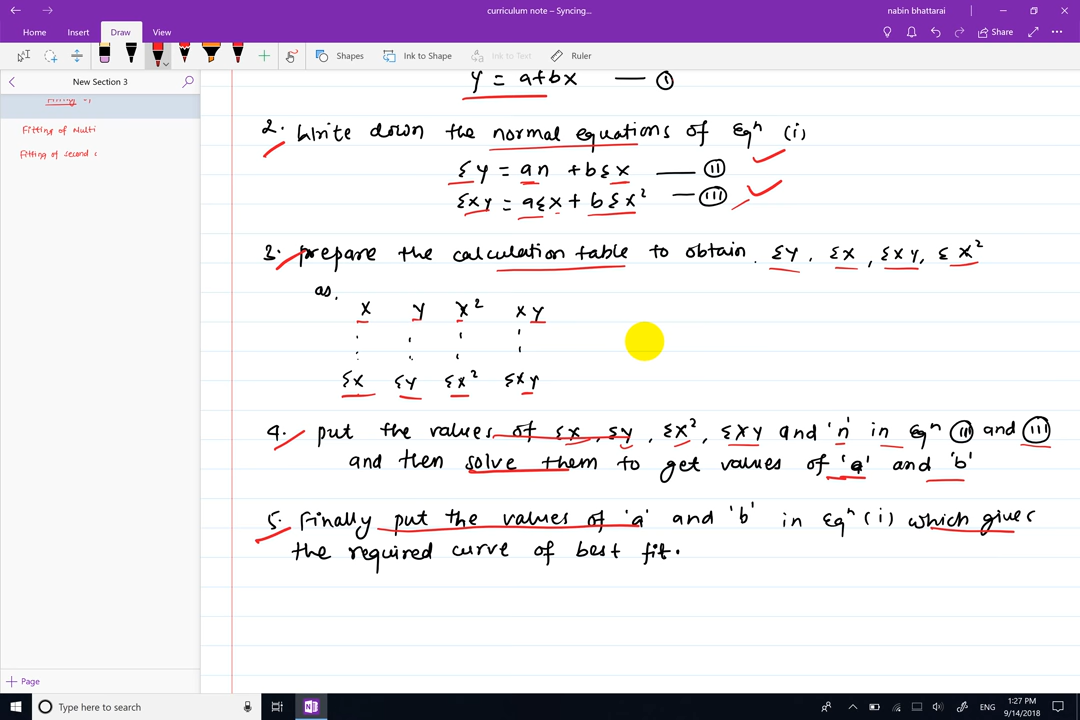 curriculum note – Syncing...
nabin bhattarai
Home
Insert
Draw
View
Share
Shapes
Ink to Shape
Ink to Text
Ruler
New Section 3
Fitting of Multi
Fitting of second
y = a+bx — (I)
2. Write down the normal equations of Eqn (i)
Σy = an + bΣx — (II)
Σxy = aΣx + bΣx² — (III)
3. prepare the calculation table to obtain Σy, Σx, Σxy, Σx²
as.
x y x² xy
Σx Σy Σx² Σxy
4. put the values of Σx, Σy, Σx², Σxy and 'n' in Eqn (II) and (III)
and then solve them to get values of 'a' and 'b'
5. Finally put the values of 'a' and 'b' in Eqn (i) which gives
the required curve of best fit.
Page
Type here to search
ENG
1:27 PM
9/14/2018